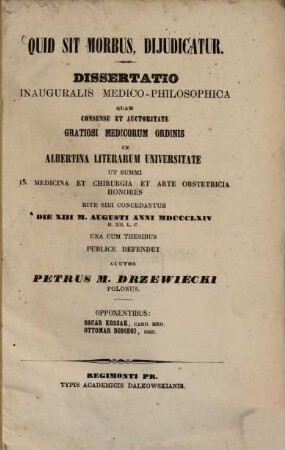 QUID SIT MORBUS, DIJUDICATUR.
DISSERTATIO
INAUGURALIS MEDICO-PHILOSOPHICA
QUAM
CONSENSU ET AUCTORITATE
GRATIOSI MEDICORUM ORDINIS
IN
ALBERTINA LITERARUM UNIVERSITATE
UT SUMMI
IN MEDICINA ET CHIRURGIA ET ARTE OBSTETRICIA
HONORES
RITE SIBI CONCEDANTUR
DIE XIII M. AUGUSTI ANNI MDCCCLXIV
H. XII. L. C
UNA CUM THESIBUS
PUBLICE DEFENDET
AUCTOR
PETRUS M. DRZEWIECKI
POLONUS.
OPPONENTIBUS:
OSCAR KOSSAK, CAND. MED.
OTTOMAR
REGIMONTI PR.
TYPIS ACADEMICIS DALKOWSKIANIS.